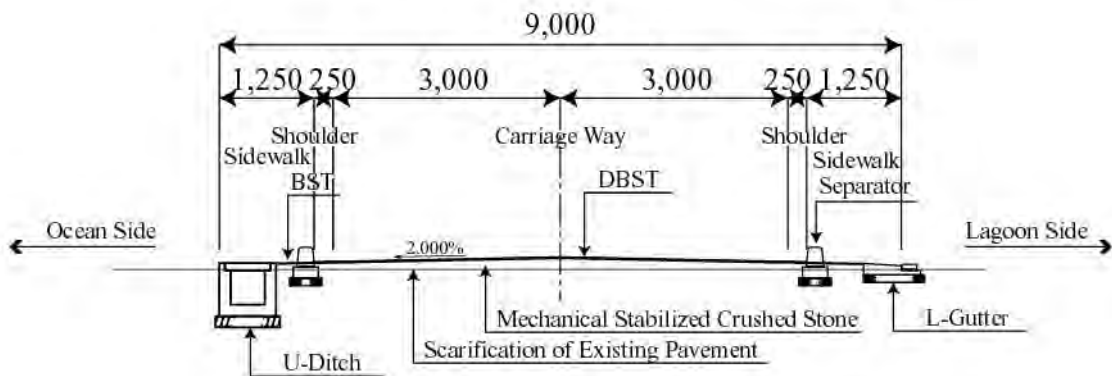 9,000
1,250 250 3,000 3,000 250 1,250
Shoulder Carriage Way Shoulder
Sidewalk Sidewalk
BST DBST Separator
Ocean Side 2.000% Lagoon Side
Mechanical Stabilized Crushed Stone L-Gutter
Scarification of Existing Pavement
U-Ditch